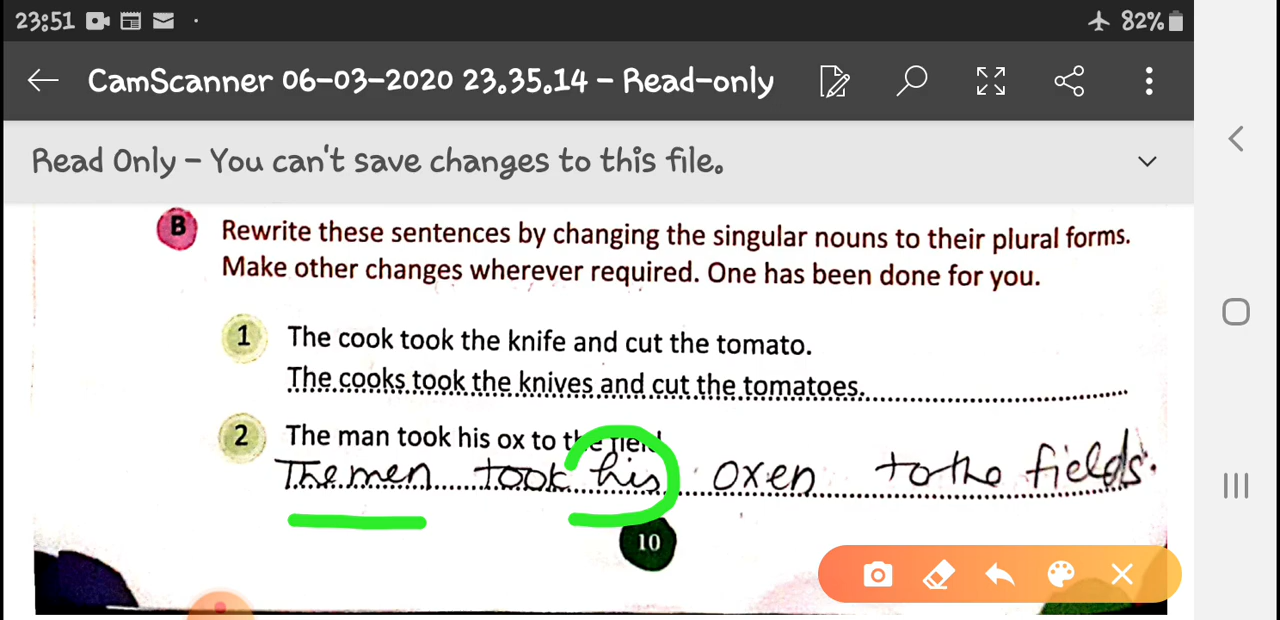 23:51 82%
CamScanner 06-03-2020 23.35.14 - Read-only
Read Only - You can't save changes to this file.
B Rewrite these sentences by changing the singular nouns to their plural forms.
Make other changes wherever required. One has been done for you.
1 The cook took the knife and cut the tomato.
The cooks took the knives and cut the tomatoes.
2 The man took his ox to the field
The men took his oxen to the fields.
10